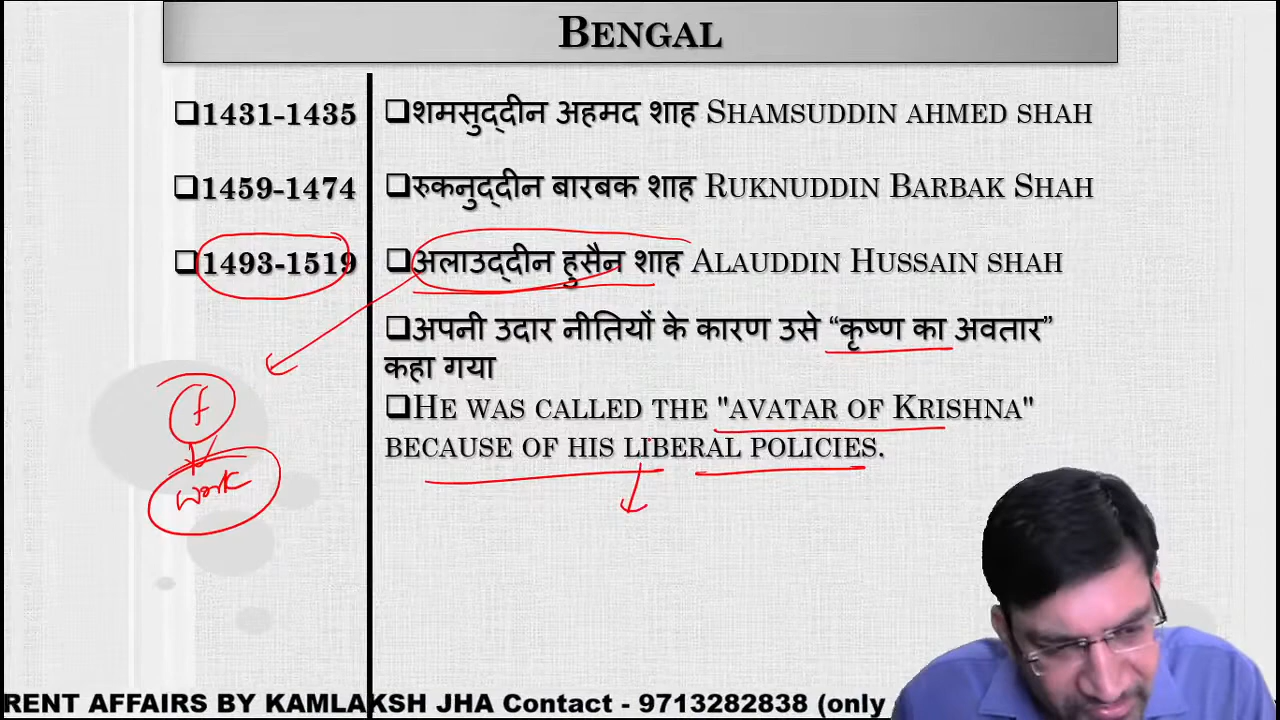 BENGAL
1431-1435
शमसुद्दीन अहमद शाह SHAMSUDDIN AHMED SHAH
1459-1474
रुकनुद्दीन बारबक शाह RUKNUDDIN BARBAK SHAH
1493-1519
अलाउद्दीन हुसैन शाह ALAUDDIN HUSSAIN SHAH
अपनी उदार नीतियों के कारण उसे “कृष्ण का अवतार”
कहा गया
HE WAS CALLED THE "AVATAR OF KRISHNA"
BECAUSE OF HIS LIBERAL POLICIES.
f
work
RENT AFFAIRS BY KAMLAKSH JHA Contact - 9713282838 (only